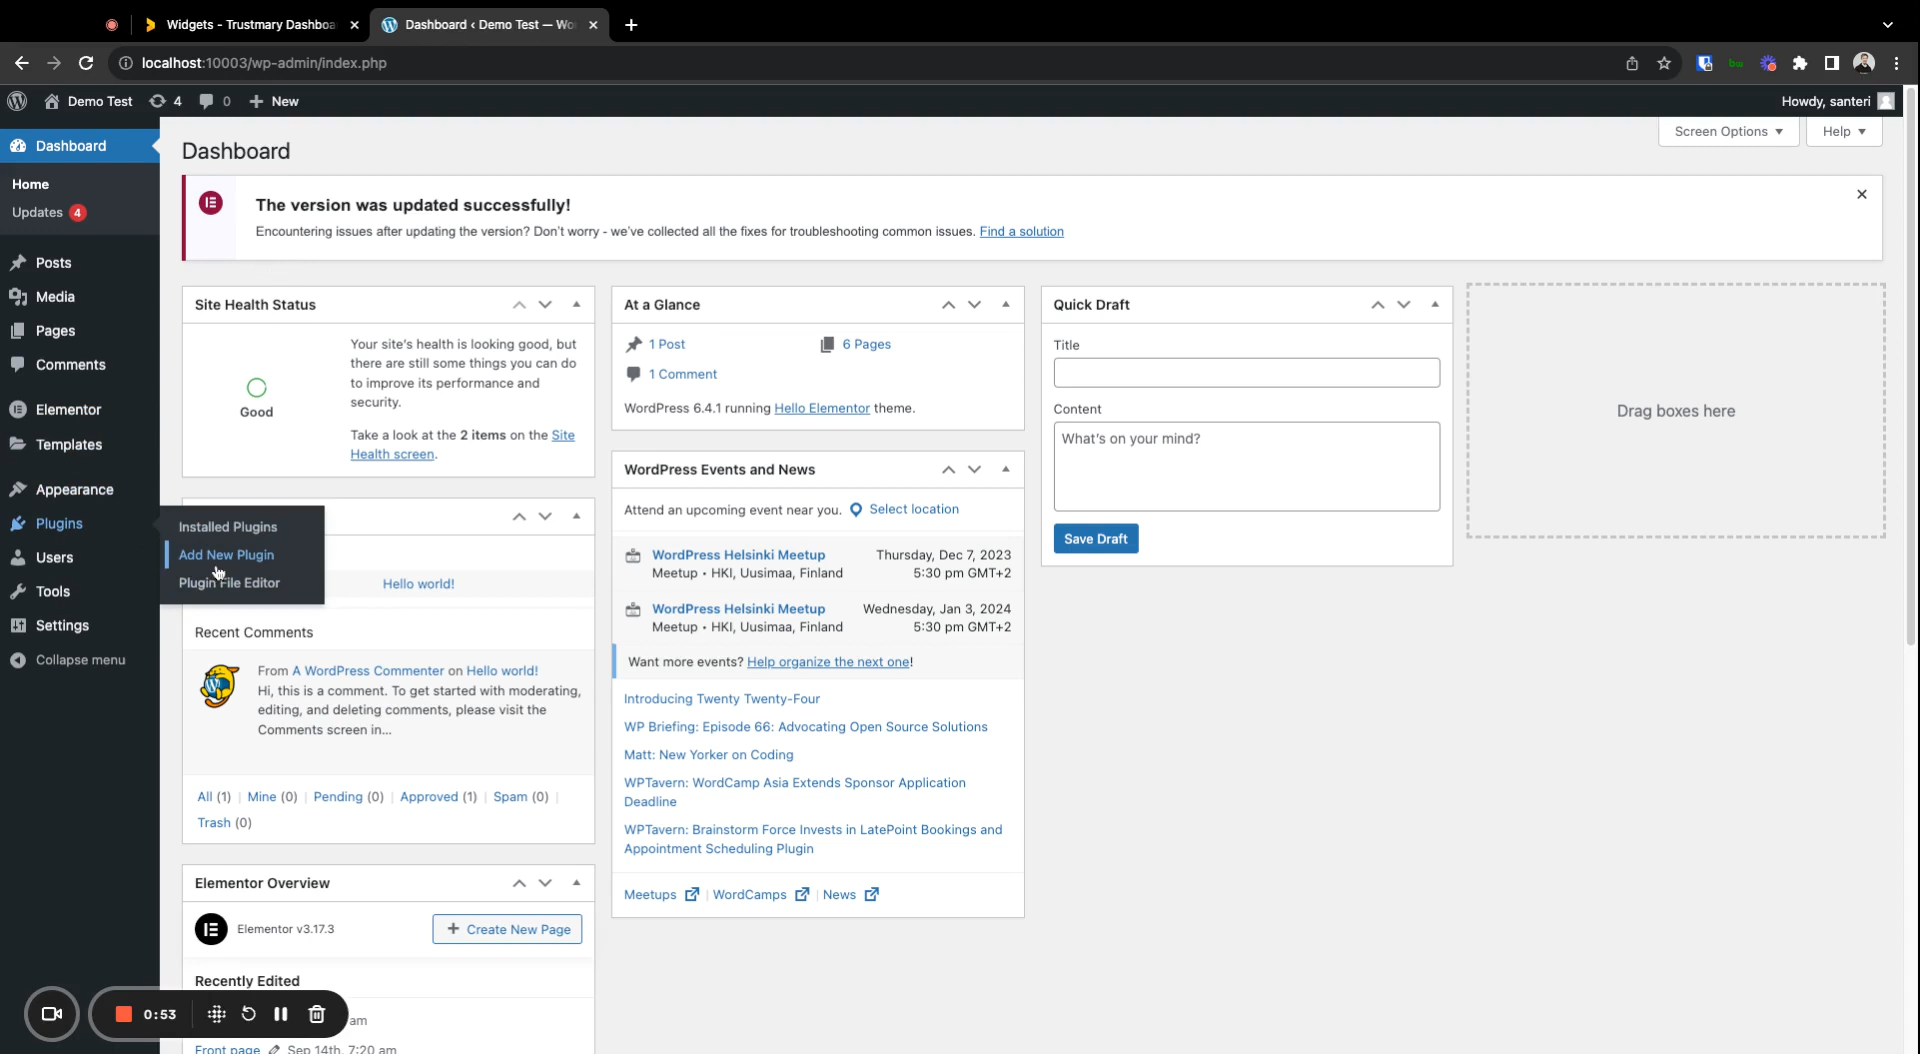 Widgets - Trustmary Dashboa
Dashboard ‹ Demo Test — Wo
localhost:10003/wp-admin/index.php
bw
Demo Test
4
0
New
Howdy, santeri
Dashboard
Home
Updates 4
Posts
Media
Pages
Comments
Elementor
Templates
Appearance
Plugins
Users
Tools
Settings
Collapse menu
Installed Plugins
Add New Plugin
Plugin File Editor
Screen Options
Help
Dashboard
The version was updated successfully!
Encountering issues after updating the version? Don't worry - we've collected all the fixes for troubleshooting common issues. Find a solution
Site Health Status
Good
Your site's health is looking good, but
there are still some things you can do
to improve its performance and
security.
Take a look at the 2 items on the Site
Health screen.
Hello world!
Recent Comments
From A WordPress Commenter on Hello world!
Hi, this is a comment. To get started with moderating,
editing, and deleting comments, please visit the
Comments screen in...
All (1) | Mine (0) | Pending (0) | Approved (1) | Spam (0) |
Trash (0)
Elementor Overview
Elementor v3.17.3
+ Create New Page
Recently Edited
am
Front page Sep 14th, 7:20 am
0:53
At a Glance
1 Post
6 Pages
1 Comment
WordPress 6.4.1 running Hello Elementor theme.
WordPress Events and News
Attend an upcoming event near you. Select location
WordPress Helsinki Meetup
Meetup • HKI, Uusimaa, Finland
Thursday, Dec 7, 2023
5:30 pm GMT+2
WordPress Helsinki Meetup
Meetup • HKI, Uusimaa, Finland
Wednesday, Jan 3, 2024
5:30 pm GMT+2
Want more events? Help organize the next one!
Introducing Twenty Twenty-Four
WP Briefing: Episode 66: Advocating Open Source Solutions
Matt: New Yorker on Coding
WPTavern: WordCamp Asia Extends Sponsor Application
Deadline
WPTavern: Brainstorm Force Invests in LatePoint Bookings and
Appointment Scheduling Plugin
Meetups | WordCamps | News
Quick Draft
Title
Content
What's on your mind?
Save Draft
Drag boxes here